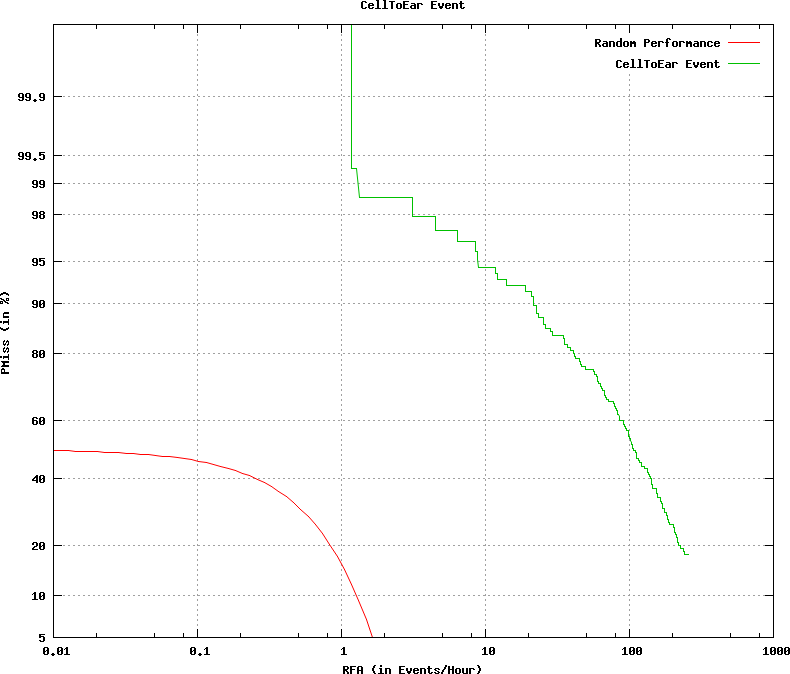 CellToEar Event
Random Performance
CellToEar Event
99.9
99.5
99
98
95
90
80
60
40
20
10
5
PMiss (in %)
0.01 0.1 1 10 100 1000
RFA (in Events/Hour)